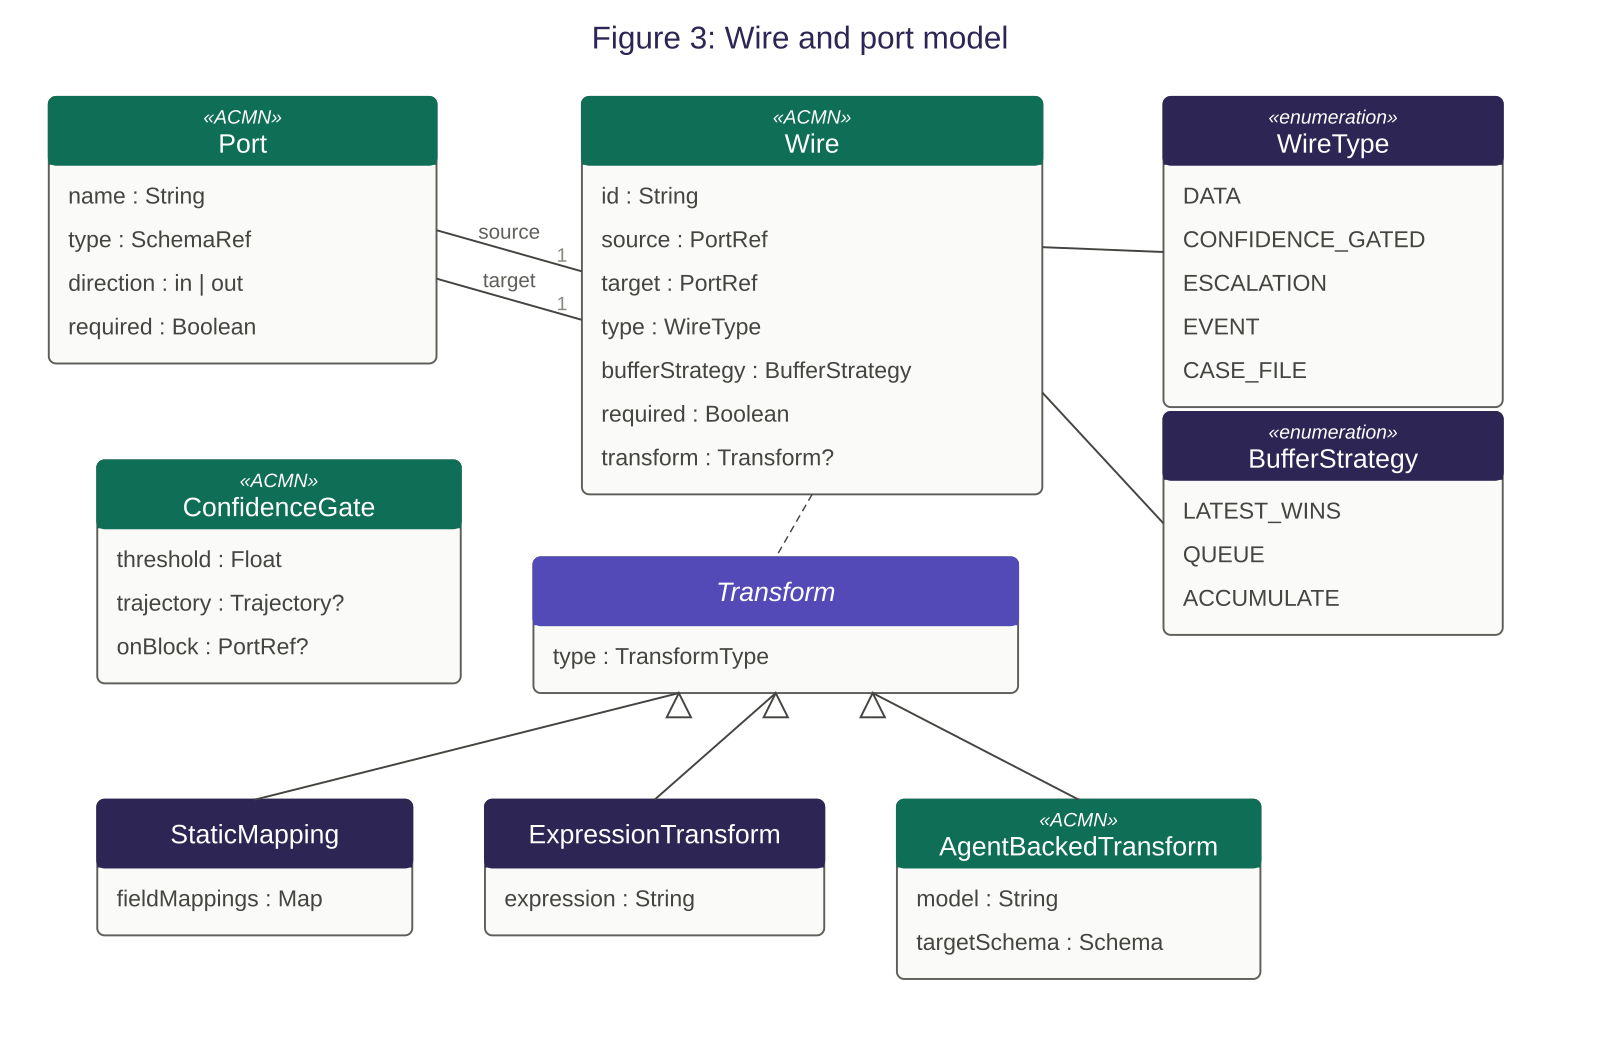 Figure 3: Wire and port model
«ACMN»
Port
name : String
type : SchemaRef
direction : in | out
required : Boolean
source
1
target
1
«ACMN»
Wire
id : String
source : PortRef
target : PortRef
type : WireType
bufferStrategy : BufferStrategy
required : Boolean
transform : Transform?
«enumeration»
WireType
DATA
CONFIDENCE_GATED
ESCALATION
EVENT
CASE_FILE
«enumeration»
BufferStrategy
LATEST_WINS
QUEUE
ACCUMULATE
«ACMN»
ConfidenceGate
threshold : Float
trajectory : Trajectory?
onBlock : PortRef?
Transform
type : TransformType
StaticMapping
fieldMappings : Map
ExpressionTransform
expression : String
«ACMN»
AgentBackedTransform
model : String
targetSchema : Schema